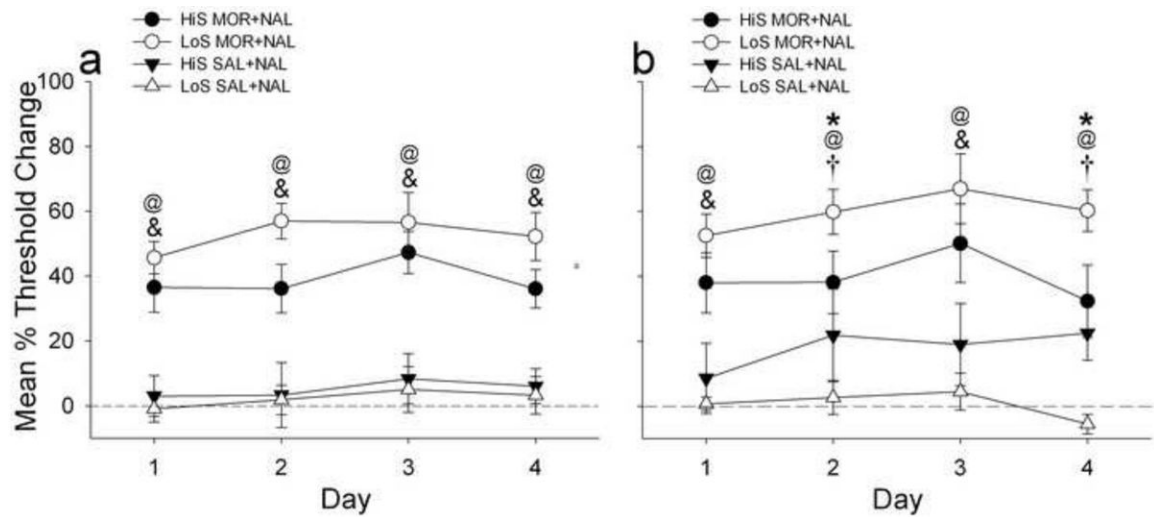 HiS MOR+NAL
LoS MOR+NAL
HiS SAL+NAL
LoS SAL+NAL
a
Mean % Threshold Change
100
80
60
40
20
0
@
&
@
&
@
&
@
&
1 2 3 4
Day
HiS MOR+NAL
LoS MOR+NAL
HiS SAL+NAL
LoS SAL+NAL
b
@
&
*
@
†
@
&
*
@
†
1 2 3 4
Day